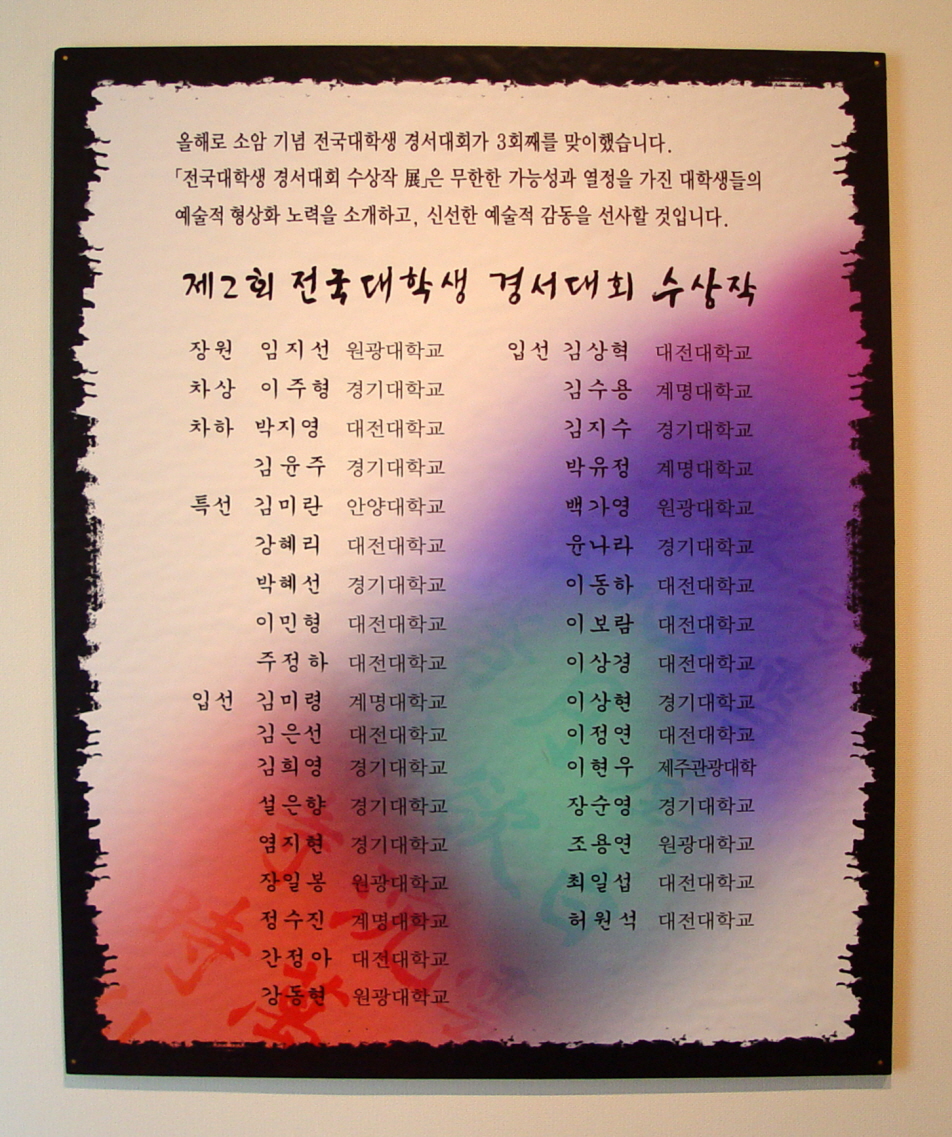 올해로 소암 기념 전국대학생 경서대회가 3회째를 맞이했습니다.
「전국대학생 경서대회 수상작 展」은 무한한 가능성과 열정을 가진 대학생들의
예술적 형상화 노력을 소개하고, 신선한 예술적 감동을 선사할 것입니다.
제2회 전국대학생 경서대회 수상작
장원 임지선 원광대학교
차상 이주형 경기대학교
차하 박지영 대전대학교
김윤주 경기대학교
특선 김미란 안양대학교
강혜리 대전대학교
박혜선 경기대학교
이민형 대전대학교
주정하 대전대학교
입선 김미령 계명대학교
김은선 대전대학교
김희영 경기대학교
설은향 경기대학교
염지현 경기대학교
장일봉 원광대학교
정수진 계명대학교
간정아 대전대학교
강동현 원광대학교
입선 김상혁 대전대학교
김수용 계명대학교
김지수 경기대학교
박유정 계명대학교
백가영 원광대학교
윤나라 경기대학교
이동하 대전대학교
이보람 대전대학교
이상경 대전대학교
이상현 경기대학교
이정연 대전대학교
이현우 제주관광대학
장순영 경기대학교
조용연 원광대학교
최일섭 대전대학교
허원석 대전대학교